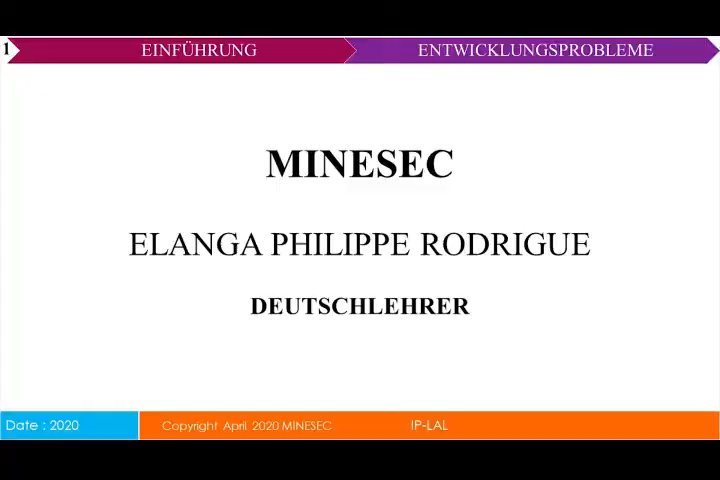 1 EINFÜHRUNG ENTWICKLUNGSPROBLEME
MINESEC
ELANGA PHILIPPE RODRIGUE
DEUTSCHLEHRER
Date : 2020 Copyright April 2020 MINESEC IP-LAL